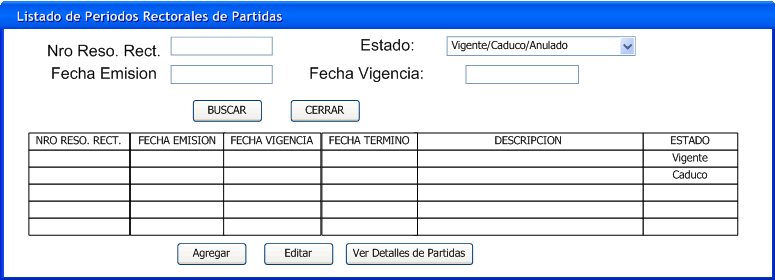 Listado de Periodos Rectorales de Partidas
Nro Reso. Rect. Estado: Vigente/Caduco/Anulado
Fecha Emision Fecha Vigencia:
BUSCAR CERRAR
NRO RESO. RECT. FECHA EMISION FECHA VIGENCIA FECHA TERMINO DESCRIPCION ESTADO
Vigente
Caduco
Agregar Editar Ver Detalles de Partidas